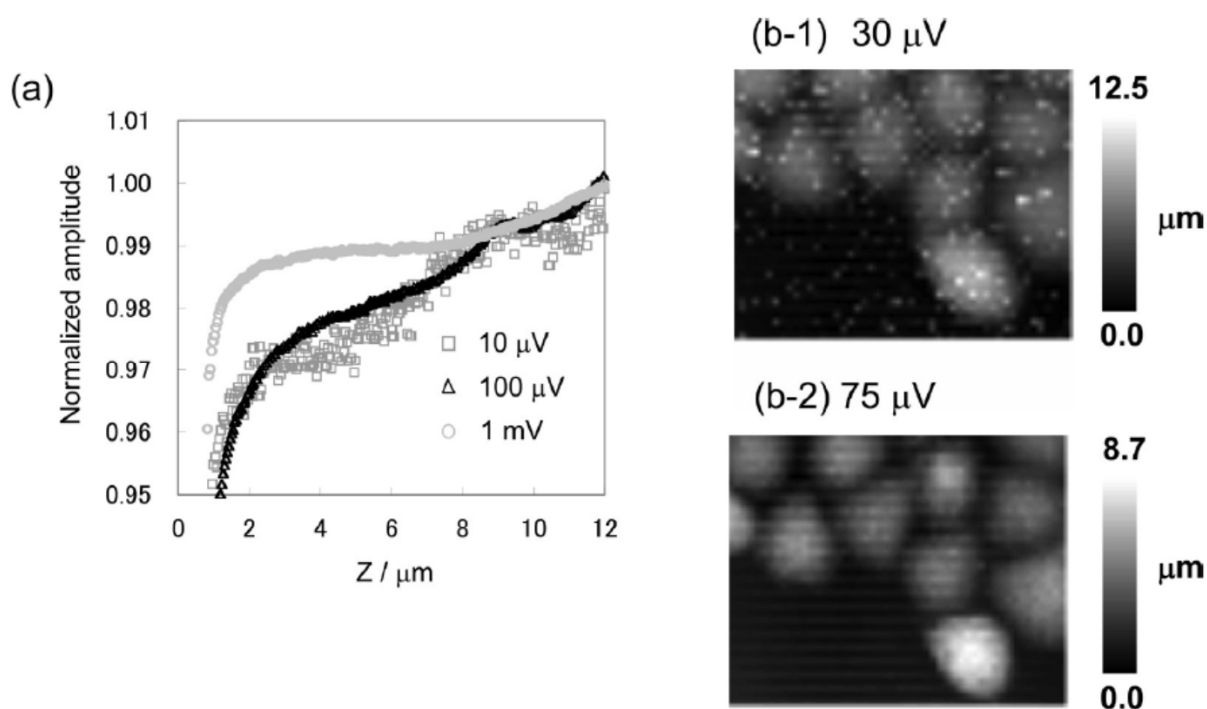 (a)
Normalized amplitude
1.01
1.00
0.99
0.98
0.97
0.96
0.95
0 2 4 6 8 10 12
Z / μm
10 μV
100 μV
1 mV
(b-1) 30 μV
12.5
μm
0.0
(b-2) 75 μV
8.7
μm
0.0